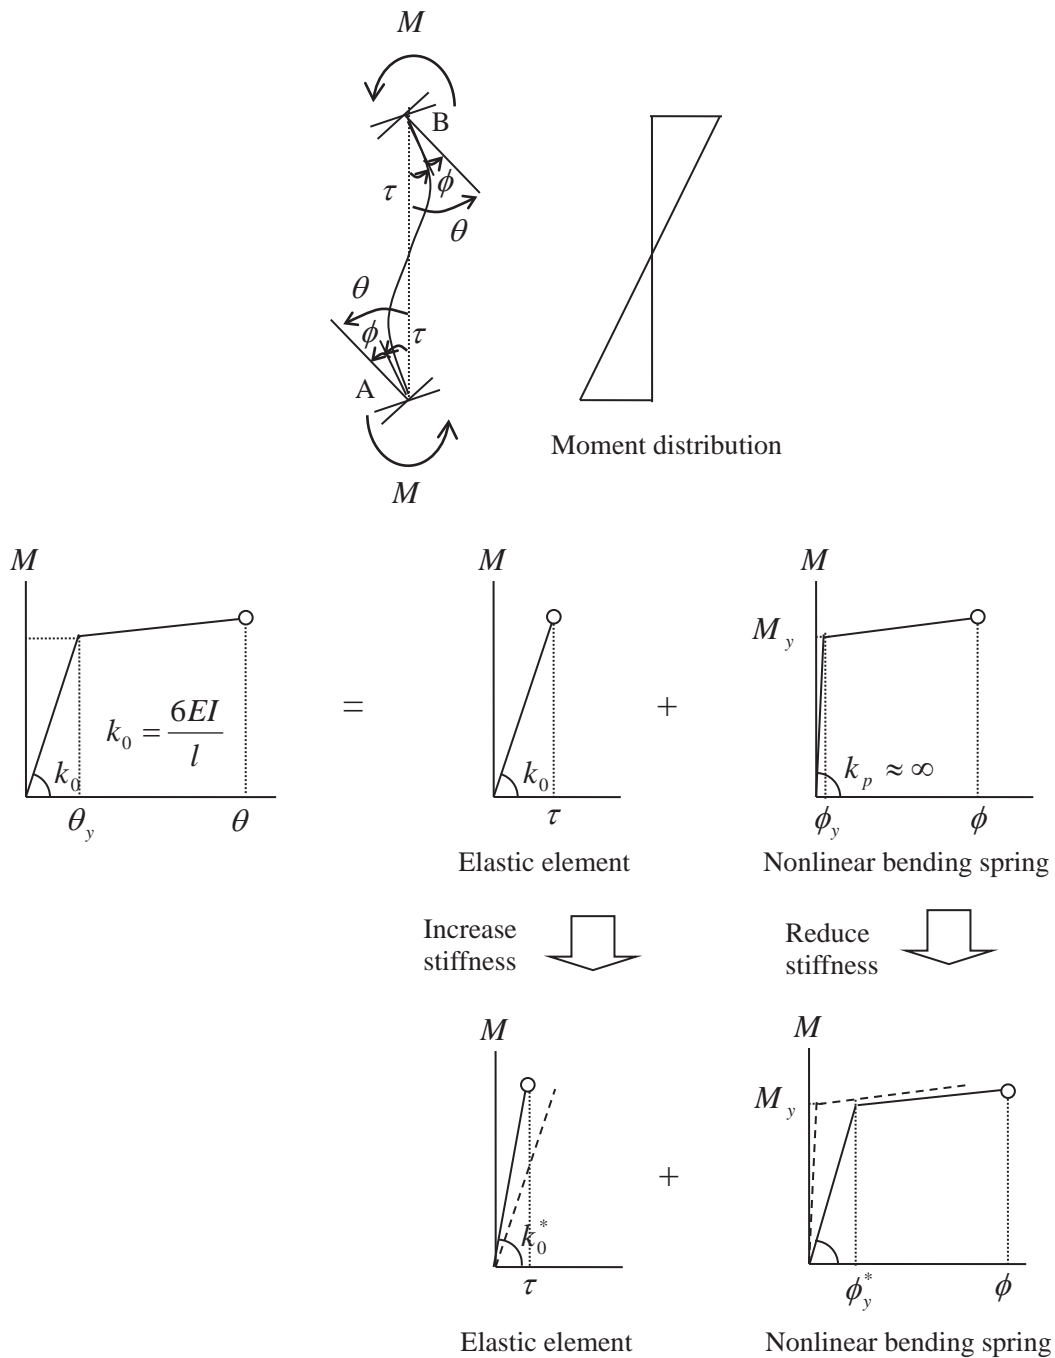 M
B
τ
ϕ
θ
θ
ϕ
τ
A
M
Moment distribution
M
k₀ = 6EI / l
k₀
θ_y
θ
=
M
k₀
τ
Elastic element
+
M
M_y
k_p ≈ ∞
ϕ_y
ϕ
Nonlinear bending spring
Increase
stiffness
Reduce
stiffness
M
k₀*
τ
Elastic element
+
M
M_y
ϕ_y*
ϕ
Nonlinear bending spring